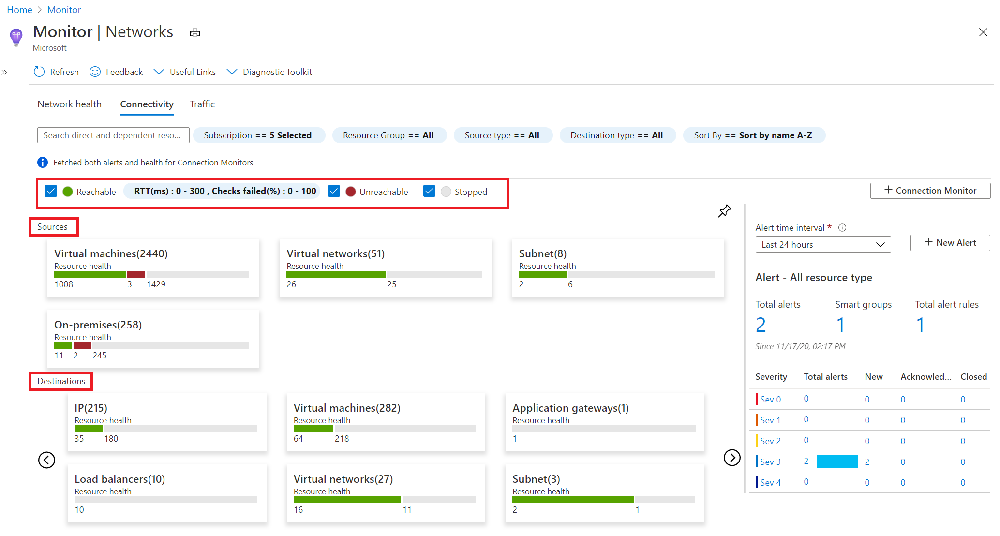 Home > Monitor
Monitor | Networks
Microsoft
» Refresh Feedback Useful Links Diagnostic Toolkit
Network health Connectivity Traffic
Search direct and dependent reso... Subscription == 5 Selected Resource Group == All Source type == All Destination type == All Sort By == Sort by name A-Z
Fetched both alerts and health for Connection Monitors
Reachable RTT(ms) : 0 - 300 , Checks failed(%) : 0 - 100 Unreachable Stopped
+ Connection Monitor
Sources
Virtual machines(2440)
Resource health
1008 3 1429
Virtual networks(51)
Resource health
26 25
Subnet(8)
Resource health
2 6
On-premises(258)
Resource health
11 2 245
Destinations
IP(215)
Resource health
35 180
Virtual machines(282)
Resource health
64 218
Application gateways(1)
Resource health
1
Load balancers(10)
Resource health
10
Virtual networks(27)
Resource health
16 11
Subnet(3)
Resource health
2 1
Alert time interval *
Last 24 hours
+ New Alert
Alert - All resource type
Total alerts Smart groups Total alert rules
2 1 1
Since 11/17/20, 02:17 PM
Severity Total alerts New Acknowled... Closed
Sev 0 0 0 0 0
Sev 1 0 0 0 0
Sev 2 0 0 0 0
Sev 3 2 2 0 0
Sev 4 0 0 0 0